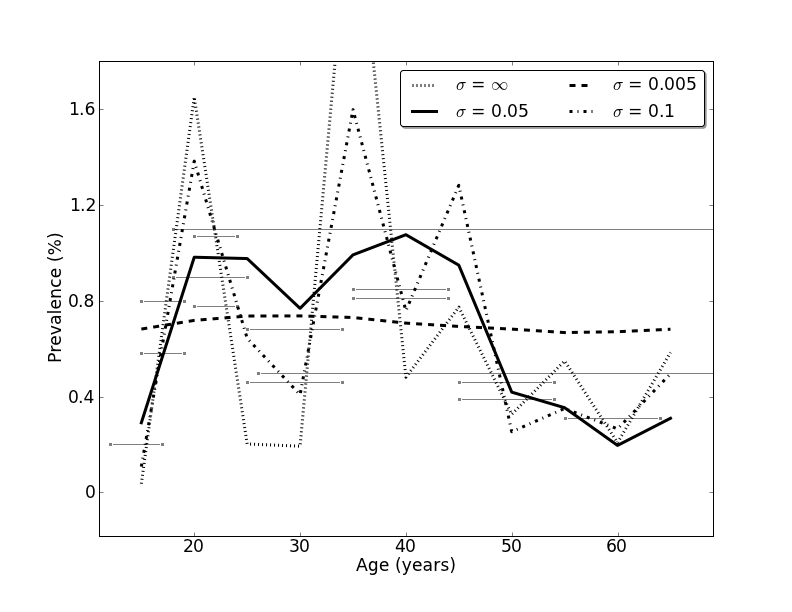 σ = ∞ σ = 0.005
σ = 0.05 σ = 0.1
1.6
1.2
0.8
0.4
0
Prevalence (%)
20 30 40 50 60
Age (years)